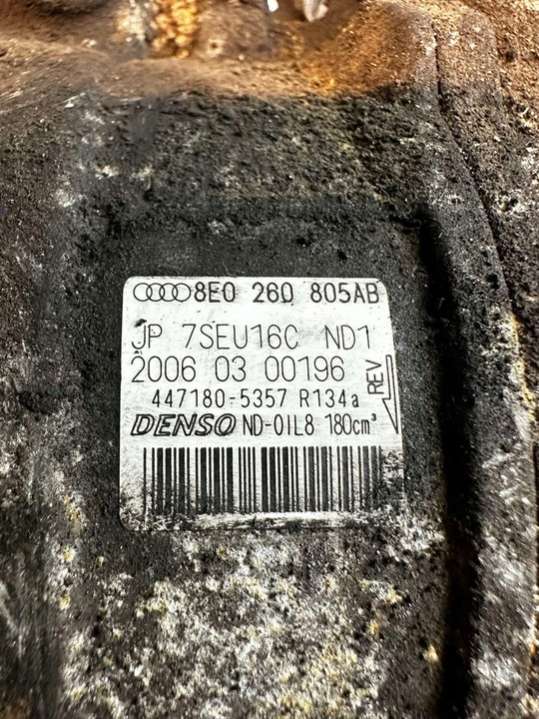 8E0 260 805AB
JP 7SEU16C ND1
2006 03 00196
REV
447180-5357 R134a
DENSO ND-OIL8 180cm³